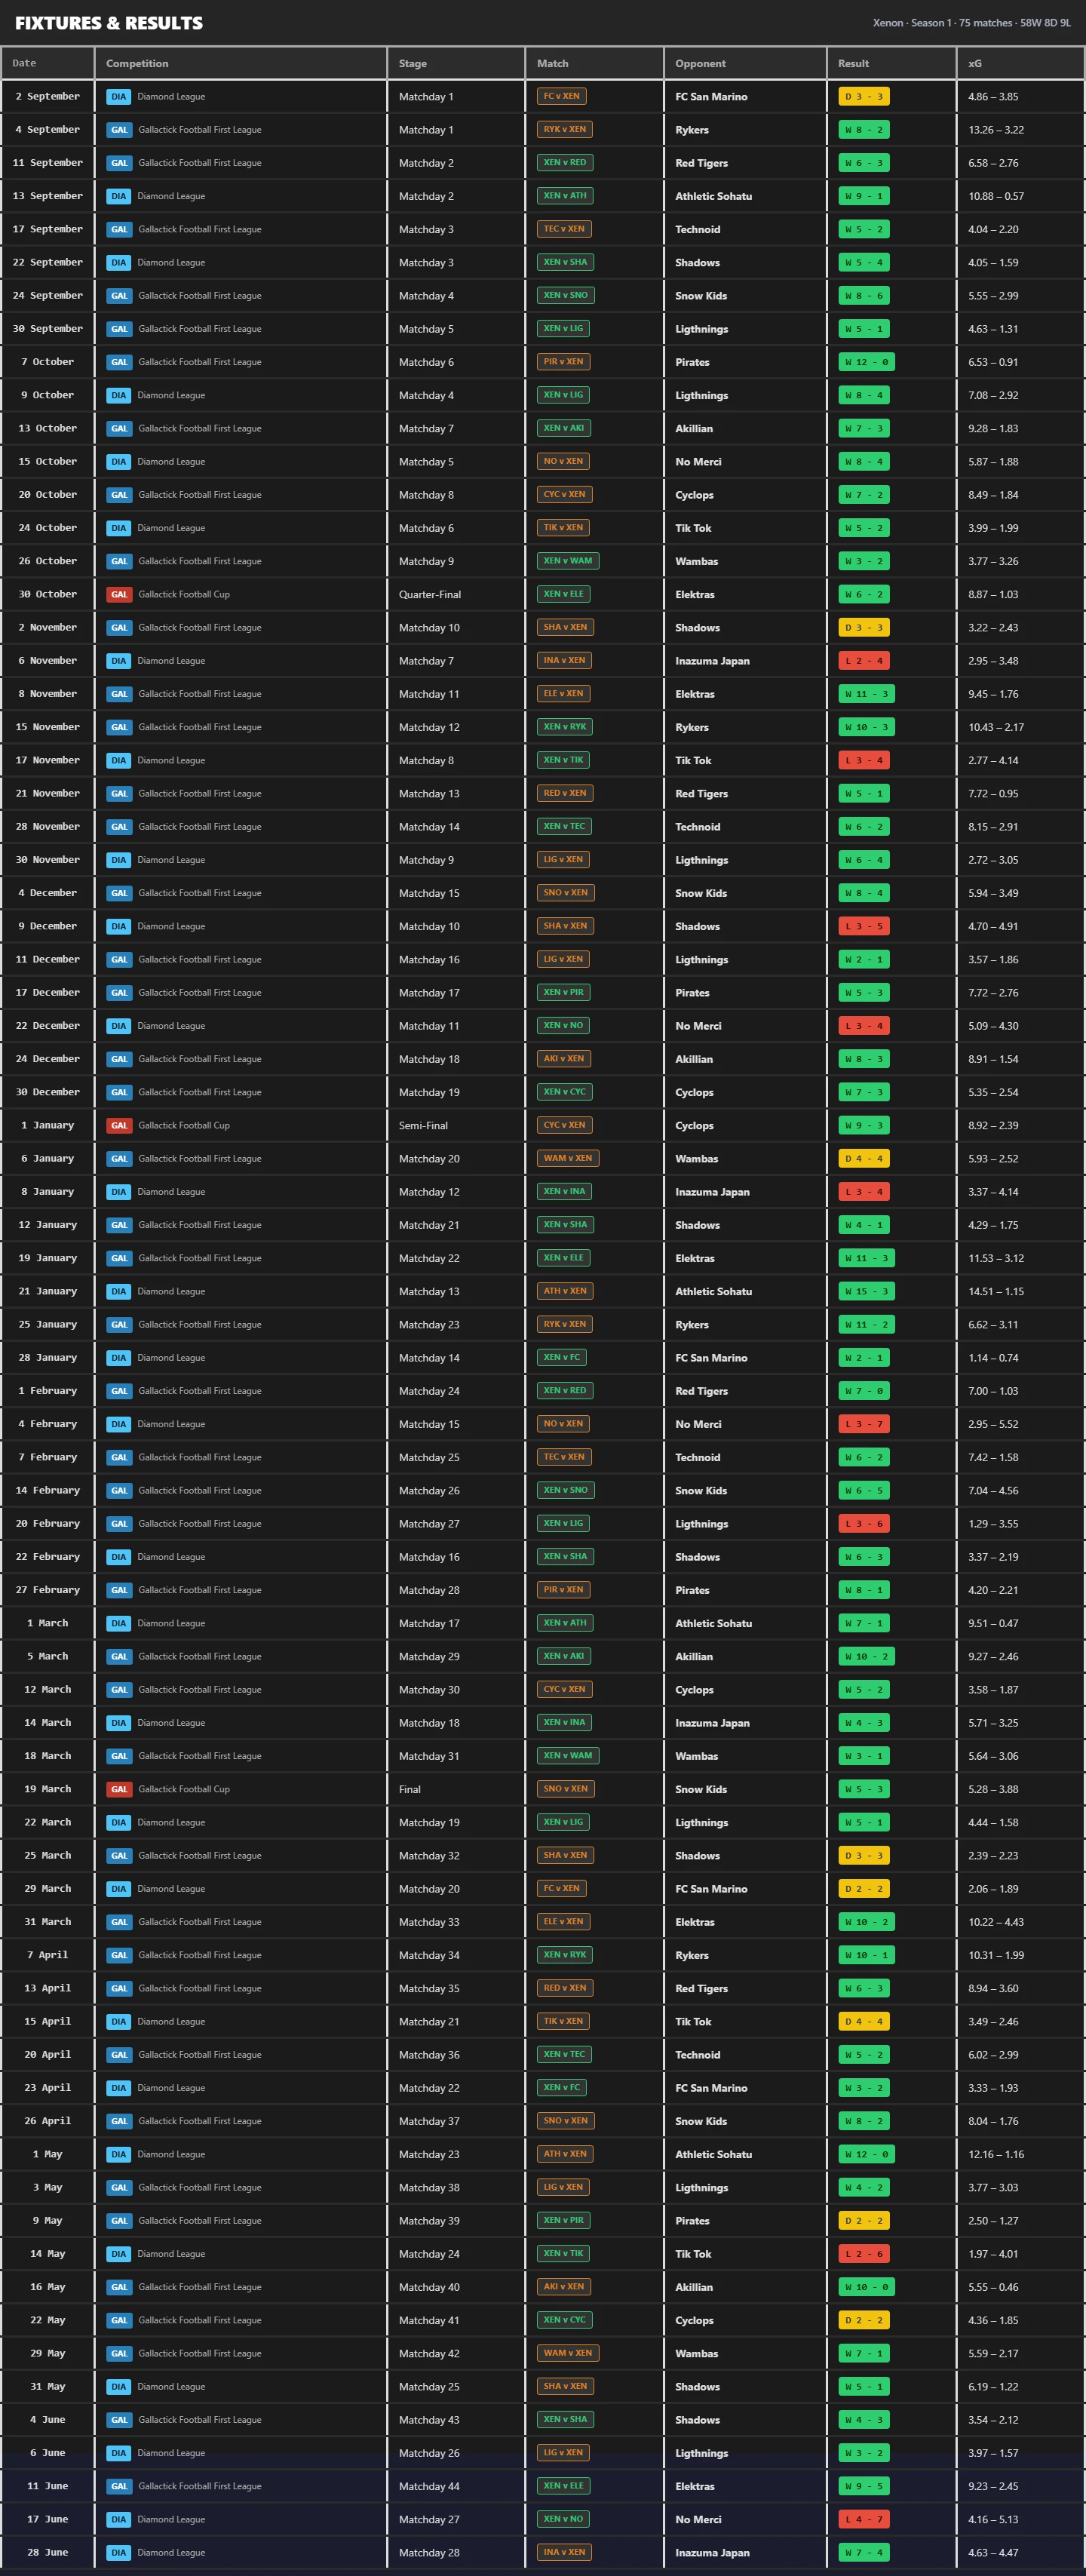 FIXTURES & RESULTS
Xenon · Season 1 · 75 matches · 58W 8D 9L
Date Competition Stage Match Opponent Result xG
2 September DIA Diamond League Matchday 1 FC v XEN FC San Marino D 3 - 3 4.86 – 3.85
4 September GAL Gallactick Football First League Matchday 1 RYK v XEN Rykers W 8 - 2 13.26 – 3.22
11 September GAL Gallactick Football First League Matchday 2 XEN v RED Red Tigers W 6 - 3 6.58 – 2.76
13 September DIA Diamond League Matchday 2 XEN v ATH Athletic Sohatu W 9 - 1 10.88 – 0.57
17 September GAL Gallactick Football First League Matchday 3 TEC v XEN Technoid W 5 - 2 4.04 – 2.20
22 September DIA Diamond League Matchday 3 XEN v SHA Shadows W 5 - 4 4.05 – 1.59
24 September GAL Gallactick Football First League Matchday 4 XEN v SNO Snow Kids W 8 - 6 5.55 – 2.99
30 September GAL Gallactick Football First League Matchday 5 XEN v LIG Ligthnings W 5 - 1 4.63 – 1.31
7 October GAL Gallactick Football First League Matchday 6 PIR v XEN Pirates W 12 - 0 6.53 – 0.91
9 October DIA Diamond League Matchday 4 XEN v LIG Ligthnings W 8 - 4 7.08 – 2.92
13 October GAL Gallactick Football First League Matchday 7 XEN v AKI Akillian W 7 - 3 9.28 – 1.83
15 October DIA Diamond League Matchday 5 NO v XEN No Merci W 8 - 4 5.87 – 1.88
20 October GAL Gallactick Football First League Matchday 8 CYC v XEN Cyclops W 7 - 2 8.49 – 1.84
24 October DIA Diamond League Matchday 6 TIK v XEN Tik Tok W 5 - 2 3.99 – 1.99
26 October GAL Gallactick Football First League Matchday 9 XEN v WAM Wambas W 3 - 2 3.77 – 3.26
30 October GAL Gallactick Football Cup Quarter-Final XEN v ELE Elektras W 6 - 2 8.87 – 1.03
2 November GAL Gallactick Football First League Matchday 10 SHA v XEN Shadows D 3 - 3 3.22 – 2.43
6 November DIA Diamond League Matchday 7 INA v XEN Inazuma Japan L 2 - 4 2.95 – 3.48
8 November GAL Gallactick Football First League Matchday 11 ELE v XEN Elektras W 11 - 3 9.45 – 1.76
15 November GAL Gallactick Football First League Matchday 12 XEN v RYK Rykers W 10 - 3 10.43 – 2.17
17 November DIA Diamond League Matchday 8 XEN v TIK Tik Tok L 3 - 4 2.77 – 4.14
21 November GAL Gallactick Football First League Matchday 13 RED v XEN Red Tigers W 5 - 1 7.72 – 0.95
28 November GAL Gallactick Football First League Matchday 14 XEN v TEC Technoid W 6 - 2 8.15 – 2.91
30 November DIA Diamond League Matchday 9 LIG v XEN Ligthnings W 6 - 4 2.72 – 3.05
4 December GAL Gallactick Football First League Matchday 15 SNO v XEN Snow Kids W 8 - 4 5.94 – 3.49
9 December DIA Diamond League Matchday 10 SHA v XEN Shadows L 3 - 5 4.70 – 4.91
11 December GAL Gallactick Football First League Matchday 16 LIG v XEN Ligthnings W 2 - 1 3.57 – 1.86
17 December GAL Gallactick Football First League Matchday 17 XEN v PIR Pirates W 5 - 3 7.72 – 2.76
22 December DIA Diamond League Matchday 11 XEN v NO No Merci L 3 - 4 5.09 – 4.30
24 December GAL Gallactick Football First League Matchday 18 AKI v XEN Akillian W 8 - 3 8.91 – 1.54
30 December GAL Gallactick Football First League Matchday 19 XEN v CYC Cyclops W 7 - 3 5.35 – 2.54
1 January GAL Gallactick Football Cup Semi-Final CYC v XEN Cyclops W 9 - 3 8.92 – 2.39
6 January GAL Gallactick Football First League Matchday 20 WAM v XEN Wambas D 4 - 4 5.93 – 2.52
8 January DIA Diamond League Matchday 12 XEN v INA Inazuma Japan L 3 - 4 3.37 – 4.14
12 January GAL Gallactick Football First League Matchday 21 XEN v SHA Shadows W 4 - 1 4.29 – 1.75
19 January GAL Gallactick Football First League Matchday 22 XEN v ELE Elektras W 11 - 3 11.53 – 3.12
21 January DIA Diamond League Matchday 13 ATH v XEN Athletic Sohatu W 15 - 3 14.51 – 1.15
25 January GAL Gallactick Football First League Matchday 23 RYK v XEN Rykers W 11 - 2 6.62 – 3.11
28 January DIA Diamond League Matchday 14 XEN v FC FC San Marino W 2 - 1 1.14 – 0.74
1 February GAL Gallactick Football First League Matchday 24 XEN v RED Red Tigers W 7 - 0 7.00 – 1.03
4 February DIA Diamond League Matchday 15 NO v XEN No Merci L 3 - 7 2.95 – 5.52
7 February GAL Gallactick Football First League Matchday 25 TEC v XEN Technoid W 6 - 2 7.42 – 1.58
14 February GAL Gallactick Football First League Matchday 26 XEN v SNO Snow Kids W 6 - 5 7.04 – 4.56
20 February GAL Gallactick Football First League Matchday 27 XEN v LIG Ligthnings L 3 - 6 1.29 – 3.55
22 February DIA Diamond League Matchday 16 XEN v SHA Shadows W 6 - 3 3.37 – 2.19
27 February GAL Gallactick Football First League Matchday 28 PIR v XEN Pirates W 8 - 1 4.20 – 2.21
1 March DIA Diamond League Matchday 17 XEN v ATH Athletic Sohatu W 7 - 1 9.51 – 0.47
5 March GAL Gallactick Football First League Matchday 29 XEN v AKI Akillian W 10 - 2 9.27 – 2.46
12 March GAL Gallactick Football First League Matchday 30 CYC v XEN Cyclops W 5 - 2 3.58 – 1.87
14 March DIA Diamond League Matchday 18 XEN v INA Inazuma Japan W 4 - 3 5.71 – 3.25
18 March GAL Gallactick Football First League Matchday 31 XEN v WAM Wambas W 3 - 1 5.64 – 3.06
19 March GAL Gallactick Football Cup Final SNO v XEN Snow Kids W 5 - 3 5.28 – 3.88
22 March DIA Diamond League Matchday 19 XEN v LIG Ligthnings W 5 - 1 4.44 – 1.58
25 March GAL Gallactick Football First League Matchday 32 SHA v XEN Shadows D 3 - 3 2.39 – 2.23
29 March DIA Diamond League Matchday 20 FC v XEN FC San Marino D 2 - 2 2.06 – 1.89
31 March GAL Gallactick Football First League Matchday 33 ELE v XEN Elektras W 10 - 2 10.22 – 4.43
7 April GAL Gallactick Football First League Matchday 34 XEN v RYK Rykers W 10 - 1 10.31 – 1.99
13 April GAL Gallactick Football First League Matchday 35 RED v XEN Red Tigers W 6 - 3 8.94 – 3.60
15 April DIA Diamond League Matchday 21 TIK v XEN Tik Tok D 4 - 4 3.49 – 2.46
20 April GAL Gallactick Football First League Matchday 36 XEN v TEC Technoid W 5 - 2 6.02 – 2.99
23 April DIA Diamond League Matchday 22 XEN v FC FC San Marino W 3 - 2 3.33 – 1.93
26 April GAL Gallactick Football First League Matchday 37 SNO v XEN Snow Kids W 8 - 2 8.04 – 1.76
1 May DIA Diamond League Matchday 23 ATH v XEN Athletic Sohatu W 12 - 0 12.16 – 1.16
3 May GAL Gallactick Football First League Matchday 38 LIG v XEN Ligthnings W 4 - 2 3.77 – 3.03
9 May GAL Gallactick Football First League Matchday 39 XEN v PIR Pirates D 2 - 2 2.50 – 1.27
14 May DIA Diamond League Matchday 24 XEN v TIK Tik Tok L 2 - 6 1.97 – 4.01
16 May GAL Gallactick Football First League Matchday 40 AKI v XEN Akillian W 10 - 0 5.55 – 0.46
22 May GAL Gallactick Football First League Matchday 41 XEN v CYC Cyclops D 2 - 2 4.36 – 1.85
29 May GAL Gallactick Football First League Matchday 42 WAM v XEN Wambas W 7 - 1 5.59 – 2.17
31 May DIA Diamond League Matchday 25 SHA v XEN Shadows W 5 - 1 6.19 – 1.22
4 June GAL Gallactick Football First League Matchday 43 XEN v SHA Shadows W 4 - 3 3.54 – 2.12
6 June DIA Diamond League Matchday 26 LIG v XEN Ligthnings W 3 - 2 3.97 – 1.57
11 June GAL Gallactick Football First League Matchday 44 XEN v ELE Elektras W 9 - 5 9.23 – 2.45
17 June DIA Diamond League Matchday 27 XEN v NO No Merci L 4 - 7 4.16 – 5.13
28 June DIA Diamond League Matchday 28 INA v XEN Inazuma Japan W 7 - 4 4.63 – 4.47